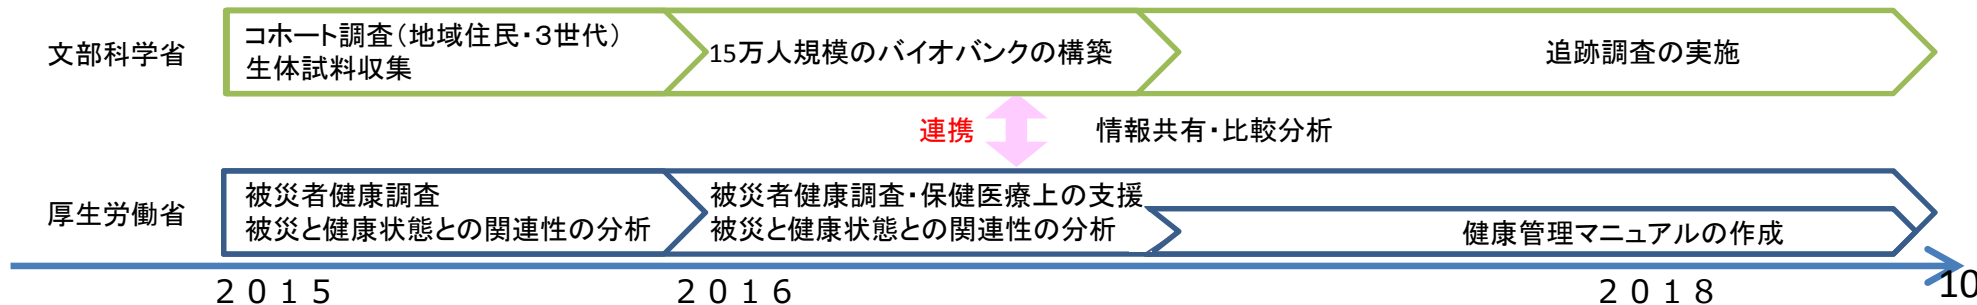 文部科学省
コホート調査(地域住民・3世代)
生体試料収集
15万人規模のバイオバンクの構築
追跡調査の実施
連携
情報共有・比較分析
厚生労働省
被災者健康調査
被災と健康状態との関連性の分析
被災者健康調査・保健医療上の支援
被災と健康状態との関連性の分析
健康管理マニュアルの作成
2015
2016
2018
10